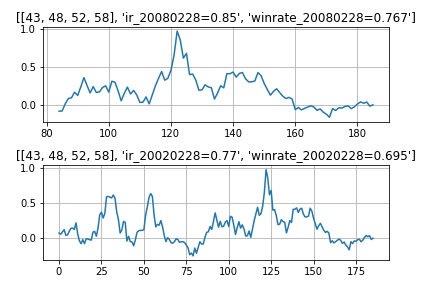 [[43, 48, 52, 58], 'ir_20080228=0.85', 'winrate_20080228=0.767']
1.0
0.5
0.0
80 100 120 140 160 180
[[43, 48, 52, 58], 'ir_20020228=0.77', 'winrate_20020228=0.695']
1.0
0.5
0.0
0 25 50 75 100 125 150 175